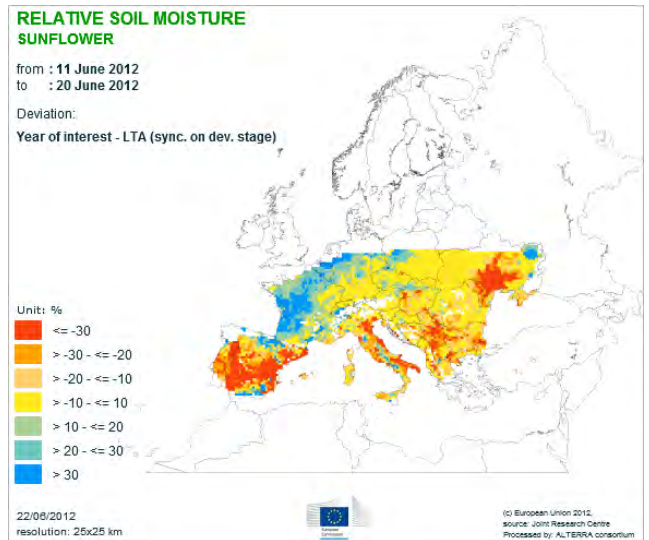 RELATIVE SOIL MOISTURE
SUNFLOWER
from : 11 June 2012
to : 20 June 2012
Deviation:
Year of interest - LTA (sync. on dev. stage)
Unit: %
<= -30
> -30 - <= -20
> -20 - <= -10
> -10 - <= 10
> 10 - <= 20
> 20 - <= 30
> 30
22/06/2012
resolution: 25x25 km
European
Commission
(c) European Union 2012,
source: Joint Research Centre
Processed by: ALTERRA consortium